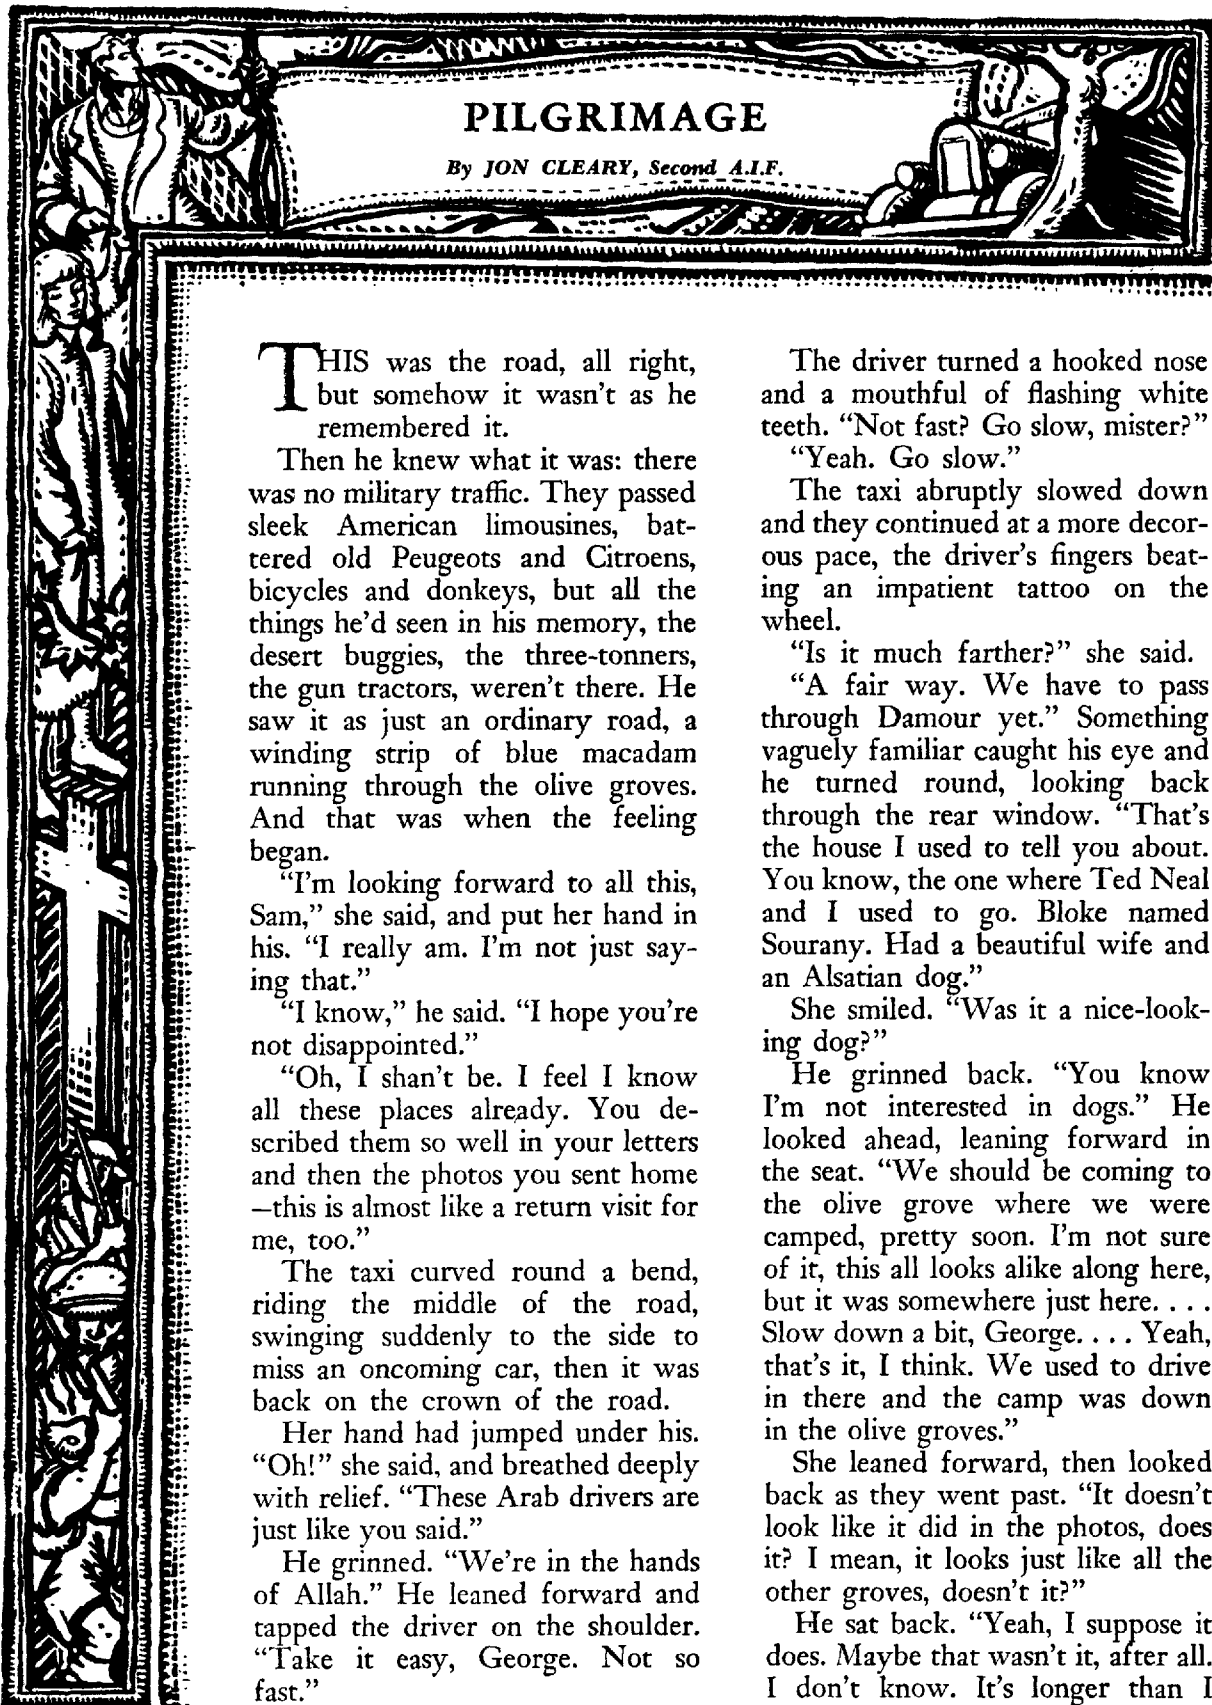 PILGRIMAGE
By JON CLEARY, Second A.I.F.
THIS was the road, all right,
but somehow it wasn't as he
remembered it.
Then he knew what it was: there
was no military traffic. They passed
sleek American limousines, bat-
tered old Peugeots and Citroens,
bicycles and donkeys, but all the
things he'd seen in his memory, the
desert buggies, the three-tonners,
the gun tractors, weren't there. He
saw it as just an ordinary road, a
winding strip of blue macadam
running through the olive groves.
And that was when the feeling
began.
"I'm looking forward to all this,
Sam," she said, and put her hand in
his. "I really am. I'm not just say-
ing that."
"I know," he said. "I hope you're
not disappointed."
"Oh, I shan't be. I feel I know
all these places already. You de-
scribed them so well in your letters
and then the photos you sent home
—this is almost like a return visit for
me, too."
The taxi curved round a bend,
riding the middle of the road,
swinging suddenly to the side to
miss an oncoming car, then it was
back on the crown of the road.
Her hand had jumped under his.
"Oh!" she said, and breathed deeply
with relief. "These Arab drivers are
just like you said."
He grinned. "We're in the hands
of Allah." He leaned forward and
tapped the driver on the shoulder.
"Take it easy, George. Not so
fast."
The driver turned a hooked nose
and a mouthful of flashing white
teeth. "Not fast? Go slow, mister?"
"Yeah. Go slow."
The taxi abruptly slowed down
and they continued at a more decor-
ous pace, the driver's fingers beat-
ing an impatient tattoo on the
wheel.
"Is it much farther?" she said.
"A fair way. We have to pass
through Damour yet." Something
vaguely familiar caught his eye and
he turned round, looking back
through the rear window. "That's
the house I used to tell you about.
You know, the one where Ted Neal
and I used to go. Bloke named
Sourany. Had a beautiful wife and
an Alsatian dog."
She smiled. "Was it a nice-look-
ing dog?"
He grinned back. "You know
I'm not interested in dogs." He
looked ahead, leaning forward in
the seat. "We should be coming to
the olive grove where we were
camped, pretty soon. I'm not sure
of it, this all looks alike along here,
but it was somewhere just here. . . .
Slow down a bit, George. . . . Yeah,
that's it, I think. We used to drive
in there and the camp was down
in the olive groves."
She leaned forward, then looked
back as they went past. "It doesn't
look like it did in the photos, does
it? I mean, it looks just like all the
other groves, doesn't it?"
He sat back. "Yeah, I suppose it
does. Maybe that wasn't it, after all.
I don't know. It's longer than I